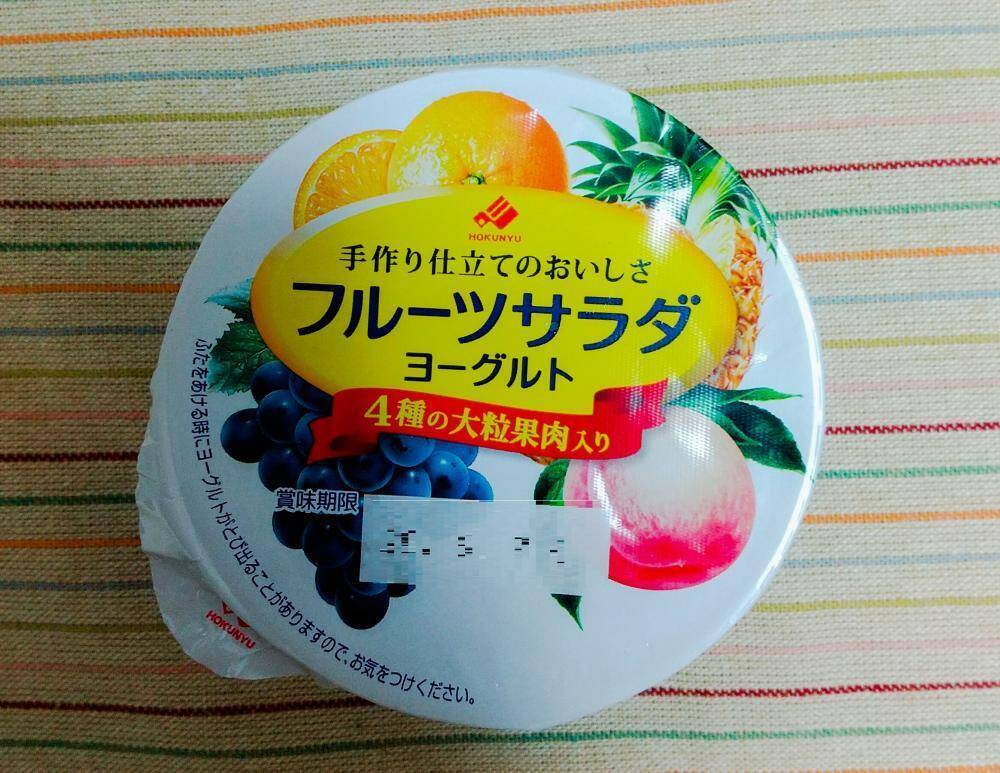 HOKUNYU
手作り仕立てのおいしさ
フルーツサラダ
ヨーグルト
4種の大粒果肉入り
賞味期限
ふたをあける時にヨーグルトがとび出ることがありますので、お気をつけください。
HOKUNYU